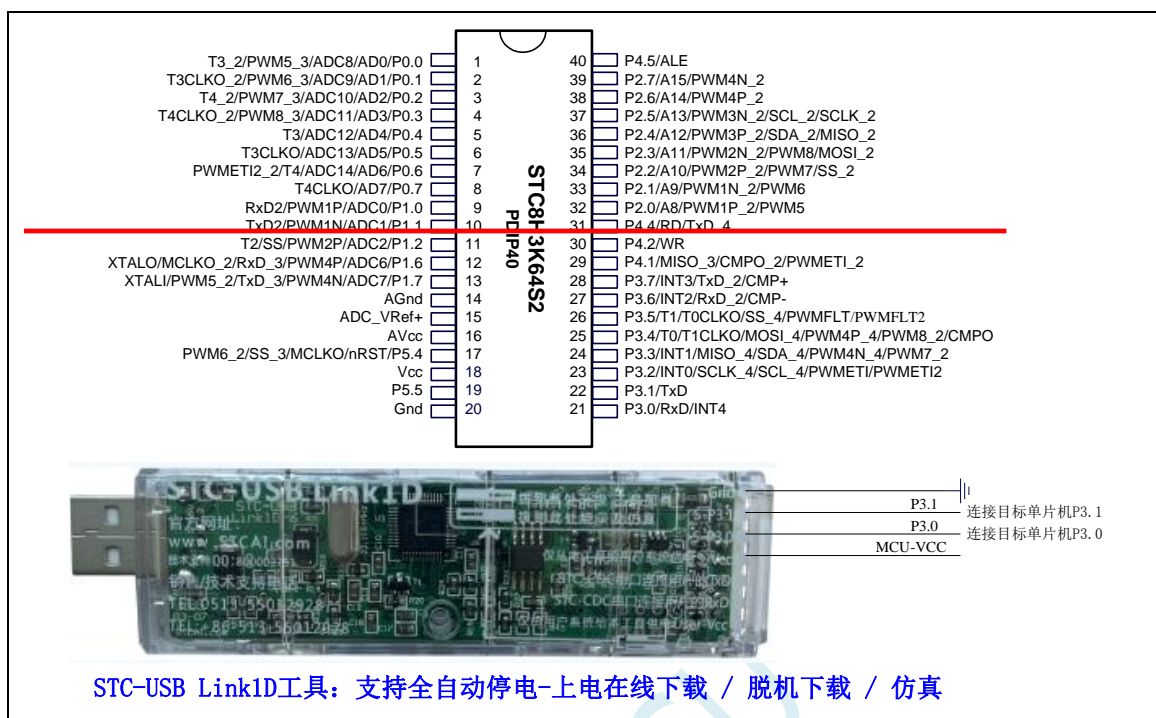 T3_2/PWM5_3/ADC8/AD0/P0.0 1 40 P4.5/ALE
T3CLKO_2/PWM6_3/ADC9/AD1/P0.1 2 39 P2.7/A15/PWM4N_2
T4_2/PWM7_3/ADC10/AD2/P0.2 3 38 P2.6/A14/PWM4P_2
T4CLKO_2/PWM8_3/ADC11/AD3/P0.3 4 37 P2.5/A13/PWM3N_2/SCL_2/SCLK_2
T3/ADC12/AD4/P0.4 5 36 P2.4/A12/PWM3P_2/SDA_2/MISO_2
T3CLKO/ADC13/AD5/P0.5 6 35 P2.3/A11/PWM2N_2/PWM8/MOSI_2
PWMETI2_2/T4/ADC14/AD6/P0.6 7 34 P2.2/A10/PWM2P_2/PWM7/SS_2
T4CLKO/AD7/P0.7 8 33 P2.1/A9/PWM1N_2/PWM6
RxD2/PWM1P/ADC0/P1.0 9 32 P2.0/A8/PWM1P_2/PWM5
TxD2/PWM1N/ADC1/P1.1 10 31 P4.4/RD/TxD_4
T2/SS/PWM2P/ADC2/P1.2 11 30 P4.2/WR
XTALO/MCLKO_2/RxD_3/PWM4P/ADC6/P1.6 12 29 P4.1/MISO_3/CMPO_2/PWMETI_2
XTALI/PWM5_2/TxD_3/PWM4N/ADC7/P1.7 13 28 P3.7/INT3/TxD_2/CMP+
AGnd 14 27 P3.6/INT2/RxD_2/CMP-
ADC_VRef+ 15 26 P3.5/T1/T0CLKO/SS_4/PWMFLT/PWMFLT2
AVcc 16 25 P3.4/T0/T1CLKO/MOSI_4/PWM4P_4/PWM8_2/CMPO
PWM6_2/SS_3/MCLKO/nRST/P5.4 17 24 P3.3/INT1/MISO_4/SDA_4/PWM4N_4/PWM7_2
Vcc 18 23 P3.2/INT0/SCLK_4/SCL_4/PWMETI/PWMETI2
P5.5 19 22 P3.1/TxD
Gnd 20 21 P3.0/RxD/INT4
STC8H3K64S2
PDIP40
STC-USB Link1D
官方网址
www.STCAI.com
TEL:0513-55012928
P3.1 连接目标单片机P3.1
P3.0 连接目标单片机P3.0
MCU-VCC
STC-USB Link1D工具: 支持全自动停电-上电在线下载 / 脱机下载 / 仿真